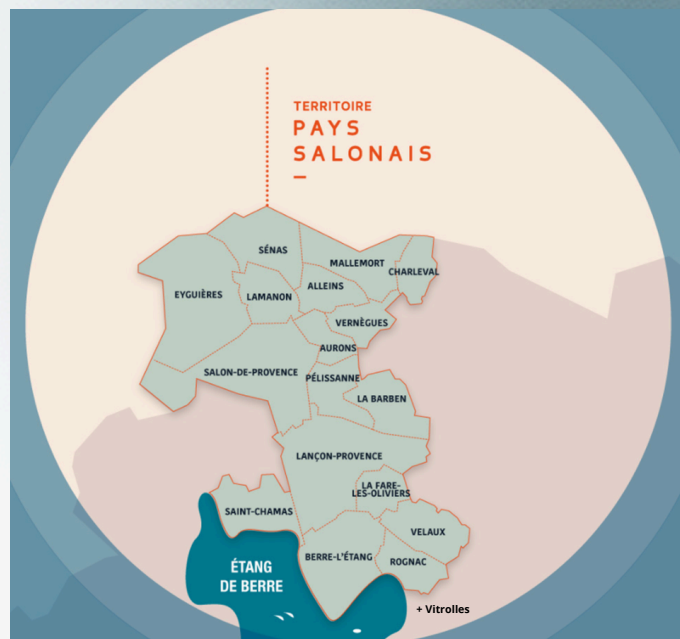 TERRITOIRE
PAYS
SALONAIS
SÉNAS
MALLEMORT
CHARLEVAL
ALLEINS
EYGUIÈRES
LAMANON
VERNÈGUES
AURONS
SALON-DE-PROVENCE
PÉLISSANNE
LA BARBEN
LANÇON-PROVENCE
LA FARE-
LES-OLIVIERS
SAINT-CHAMAS
VELAUX
BERRE-L'ÉTANG
ROGNAC
ÉTANG
DE BERRE
+ Vitrolles